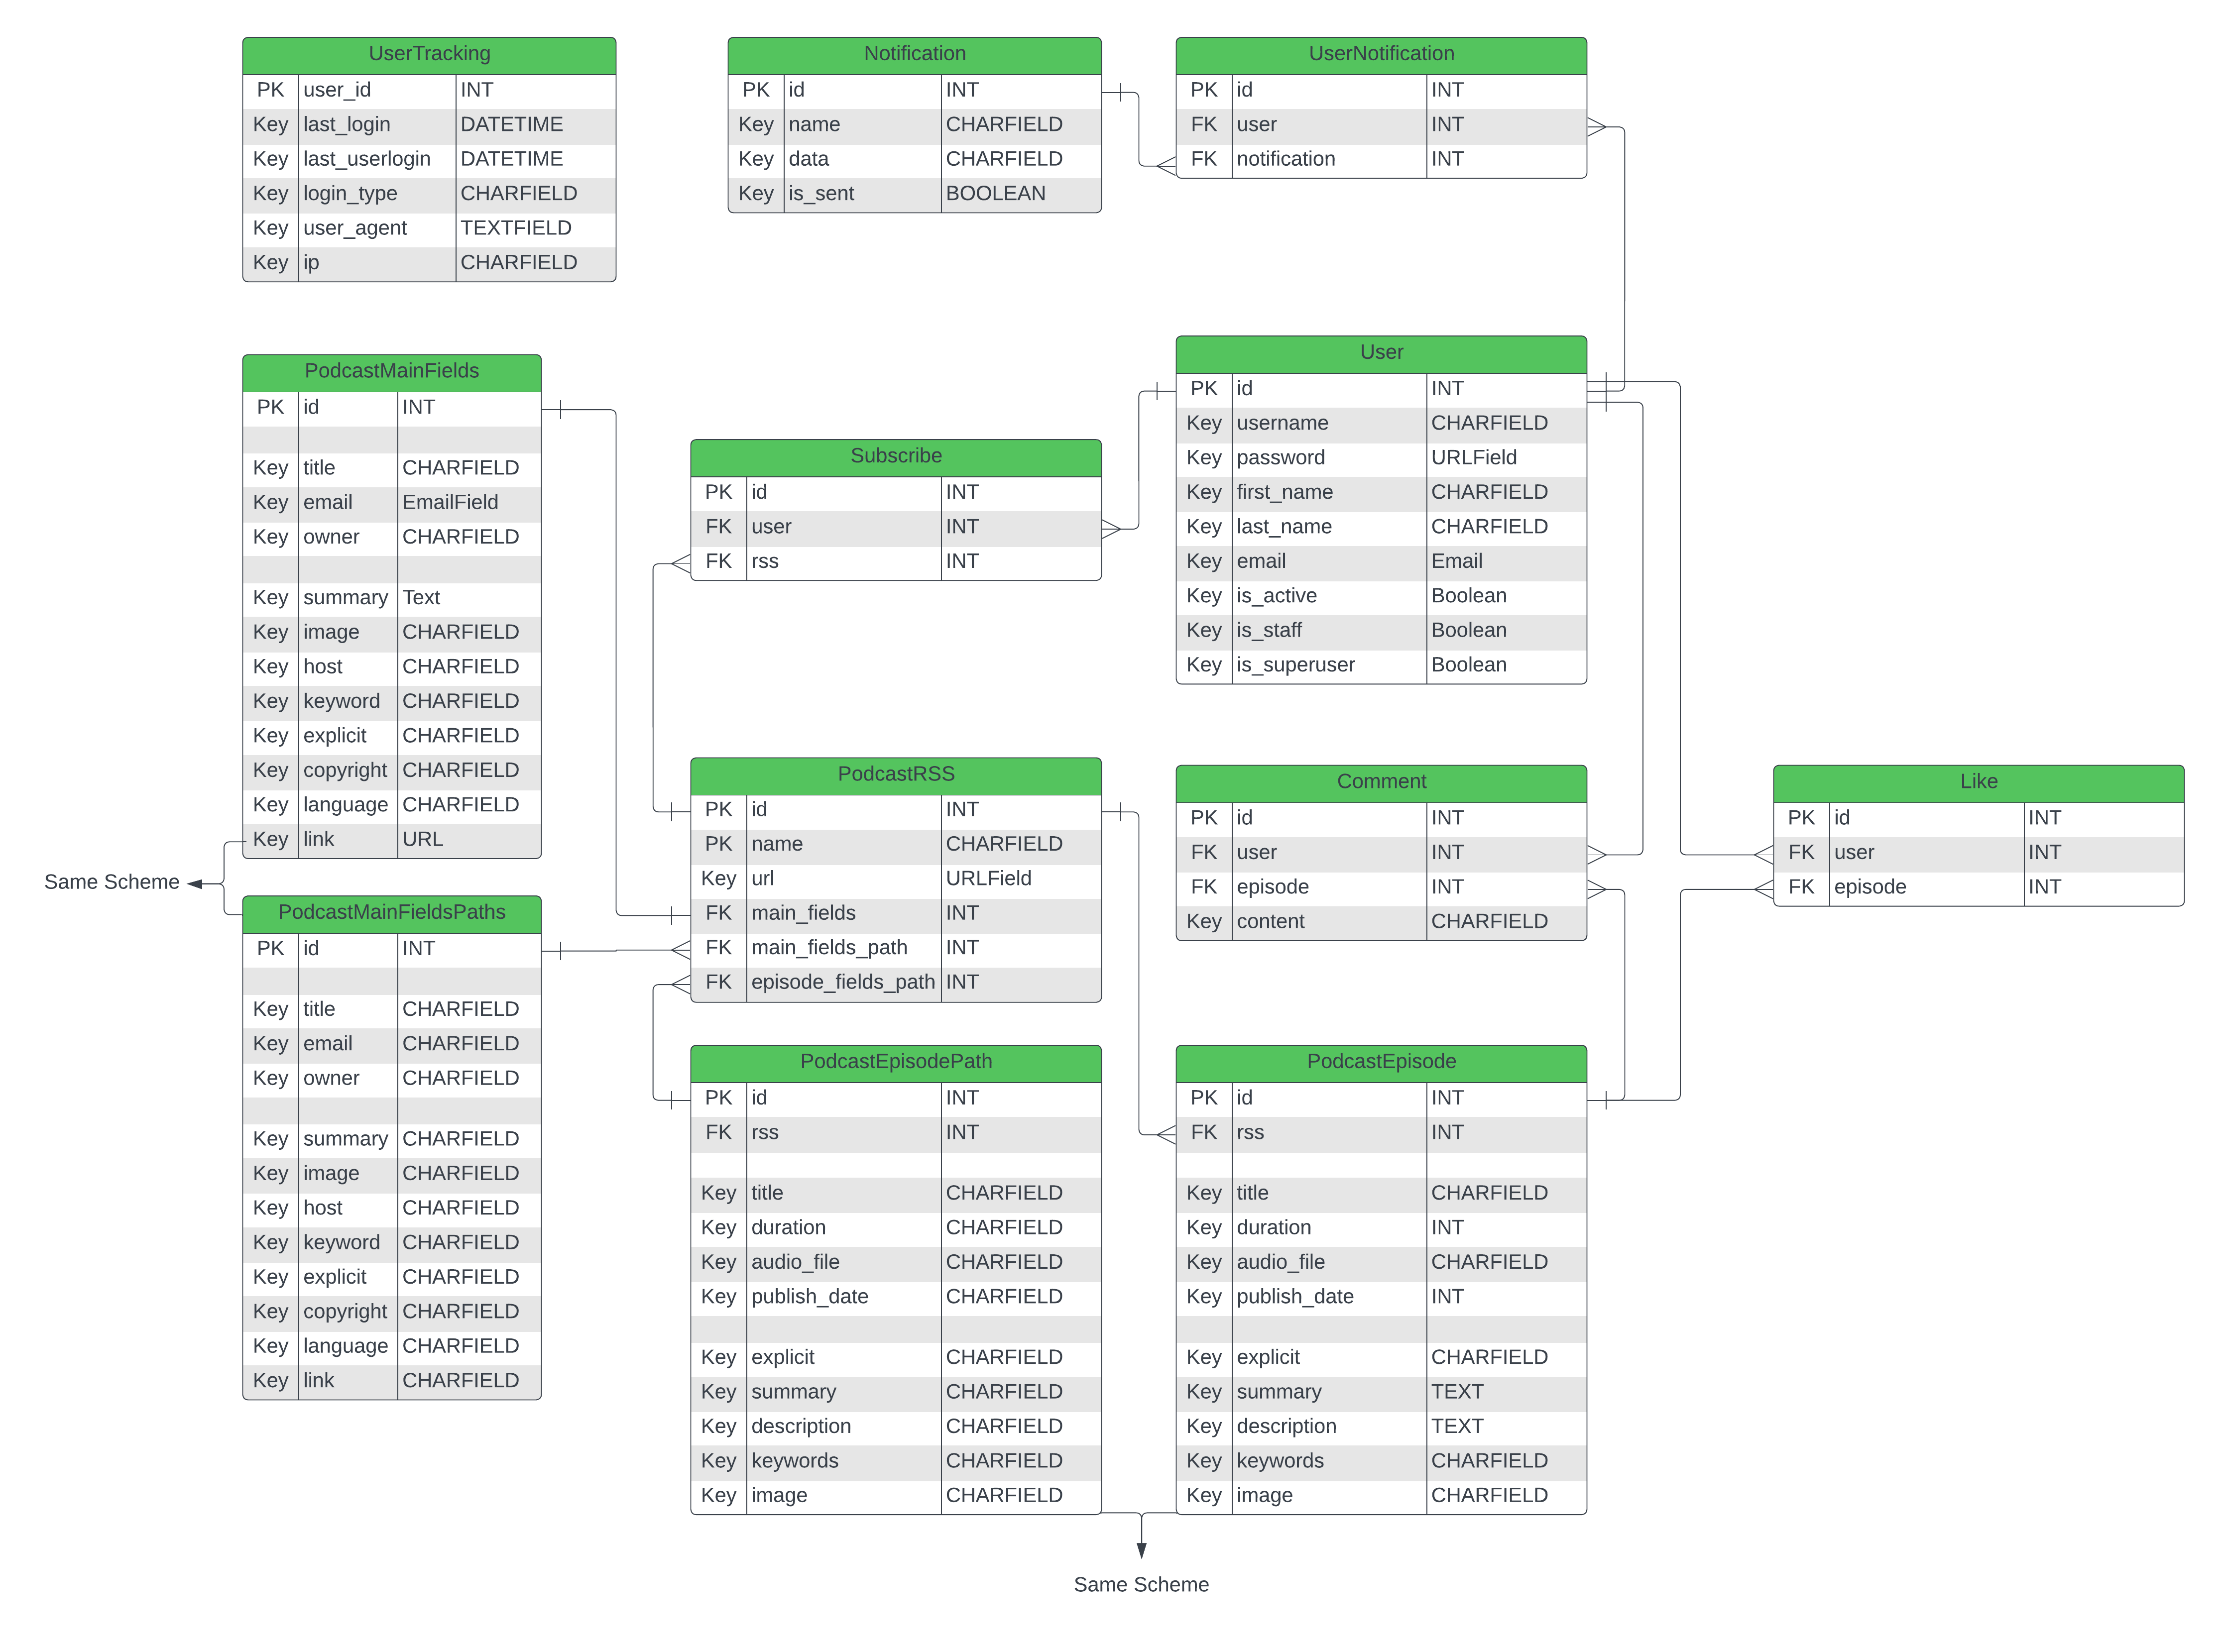 UserTracking
PK user_id INT
Key last_login DATETIME
Key last_userlogin DATETIME
Key login_type CHARFIELD
Key user_agent TEXTFIELD
Key ip CHARFIELD
Notification
PK id INT
Key name CHARFIELD
Key data CHARFIELD
Key is_sent BOOLEAN
UserNotification
PK id INT
FK user INT
FK notification INT
PodcastMainFields
PK id INT
Key title CHARFIELD
Key email EmailField
Key owner CHARFIELD
Key summary Text
Key image CHARFIELD
Key host CHARFIELD
Key keyword CHARFIELD
Key explicit CHARFIELD
Key copyright CHARFIELD
Key language CHARFIELD
Key link URL
Subscribe
PK id INT
FK user INT
FK rss INT
User
PK id INT
Key username CHARFIELD
Key password URLField
Key first_name CHARFIELD
Key last_name CHARFIELD
Key email Email
Key is_active Boolean
Key is_staff Boolean
Key is_superuser Boolean
Same Scheme
PodcastMainFieldsPaths
PK id INT
Key title CHARFIELD
Key email CHARFIELD
Key owner CHARFIELD
Key summary CHARFIELD
Key image CHARFIELD
Key host CHARFIELD
Key keyword CHARFIELD
Key explicit CHARFIELD
Key copyright CHARFIELD
Key language CHARFIELD
Key link CHARFIELD
PodcastRSS
PK id INT
PK name CHARFIELD
Key url URLField
FK main_fields INT
FK main_fields_path INT
FK episode_fields_path INT
Comment
PK id INT
FK user INT
FK episode INT
Key content CHARFIELD
Like
PK id INT
FK user INT
FK episode INT
PodcastEpisodePath
PK id INT
FK rss INT
Key title CHARFIELD
Key duration CHARFIELD
Key audio_file CHARFIELD
Key publish_date CHARFIELD
Key explicit CHARFIELD
Key summary CHARFIELD
Key description CHARFIELD
Key keywords CHARFIELD
Key image CHARFIELD
PodcastEpisode
PK id INT
FK rss INT
Key title CHARFIELD
Key duration INT
Key audio_file CHARFIELD
Key publish_date INT
Key explicit CHARFIELD
Key summary TEXT
Key description TEXT
Key keywords CHARFIELD
Key image CHARFIELD
Same Scheme